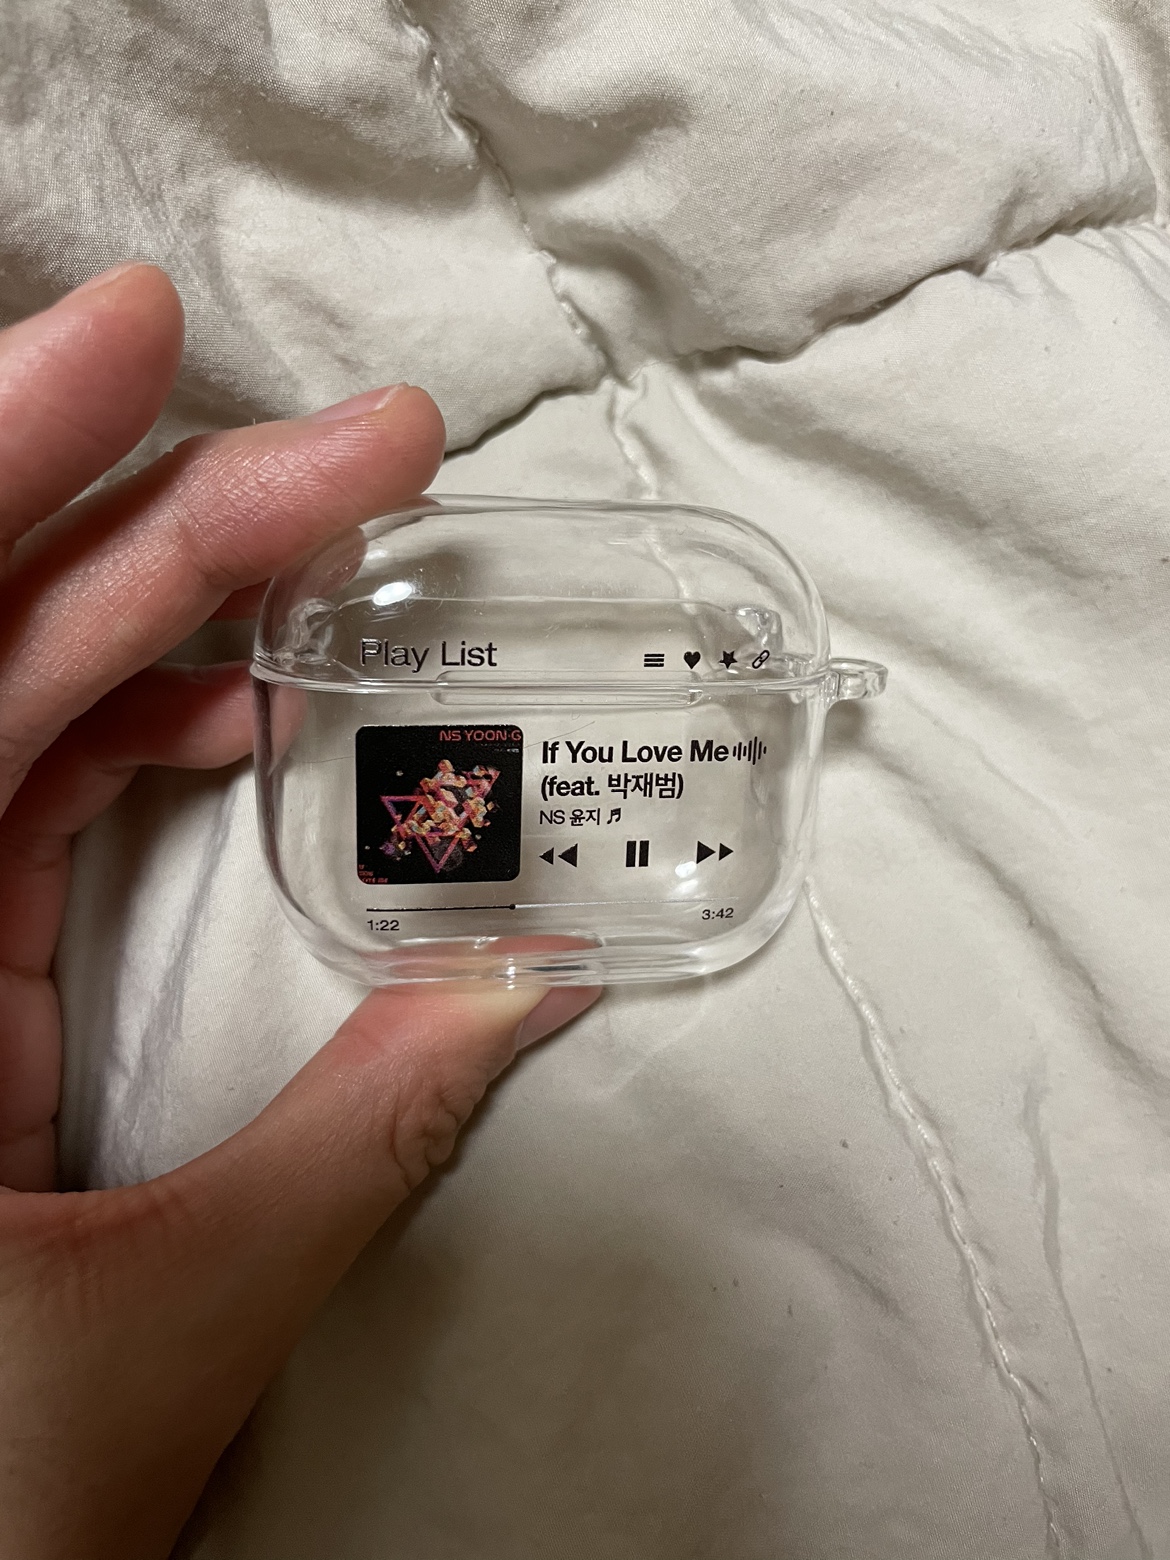 Play List
NS YOON-G
If You Love Me
(feat. 박재범)
NS 윤지
1:22
3:42